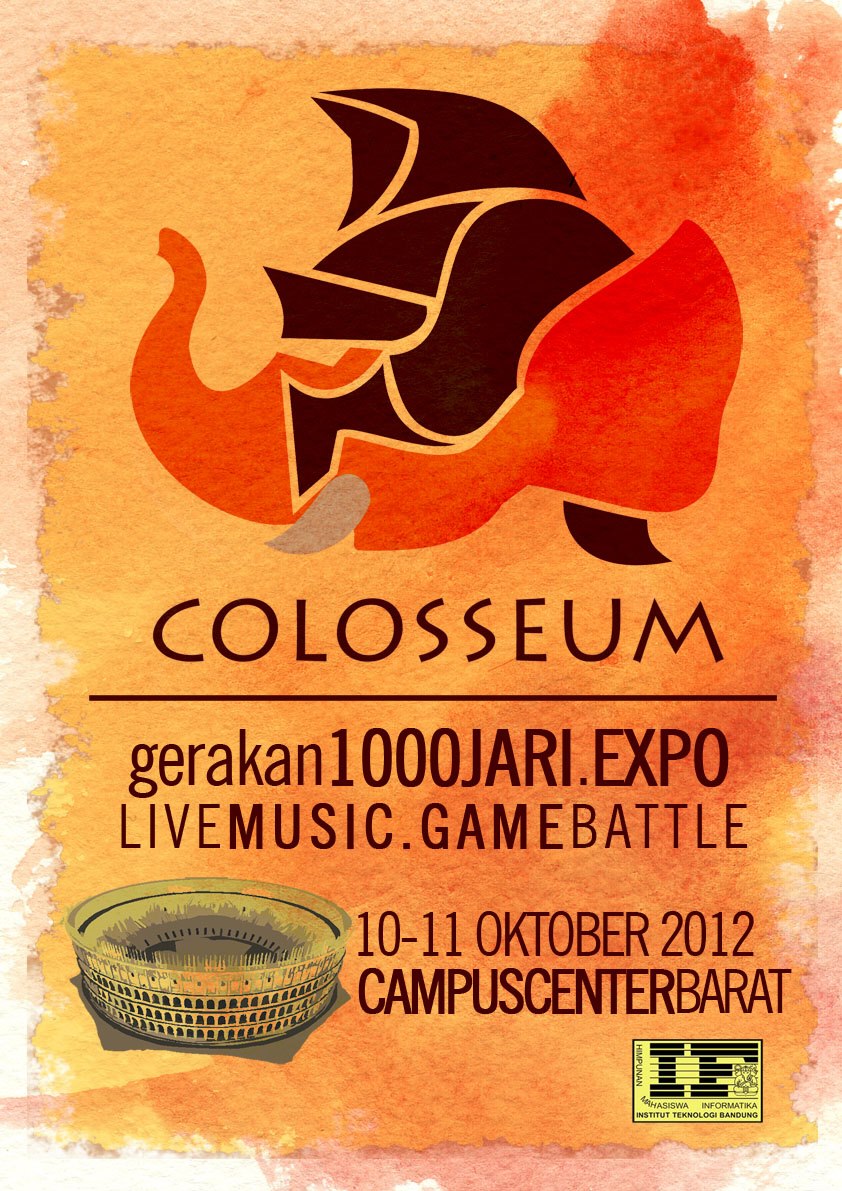 COLOSSEUM
gerakan1000JARI.EXPO
LIVEMUSIC.GAMEBATTLE
10-11 OKTOBER 2012
CAMPUSCENTERBARAT
IF
HIMPUNAN
MAHASISWA INFORMATIKA
INSTITUT TEKNOLOGI BANDUNG